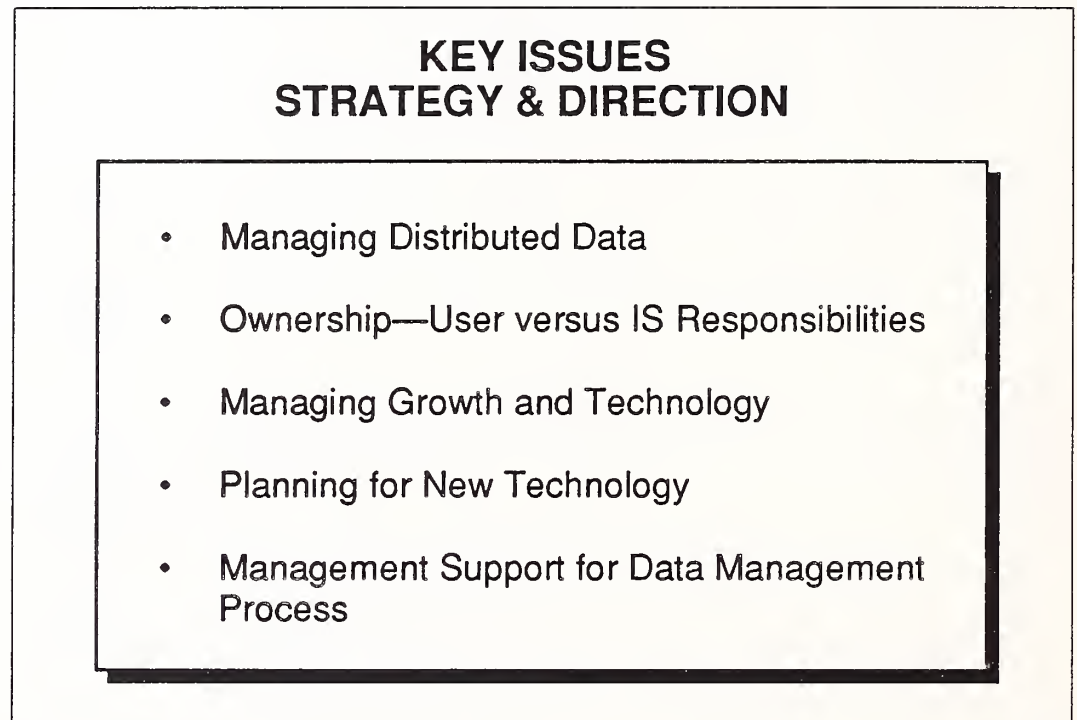 KEY ISSUES
STRATEGY & DIRECTION
• Managing Distributed Data
• Ownership—User versus IS Responsibilities
• Managing Growth and Technology
• Planning for New Technology
• Management Support for Data Management
Process